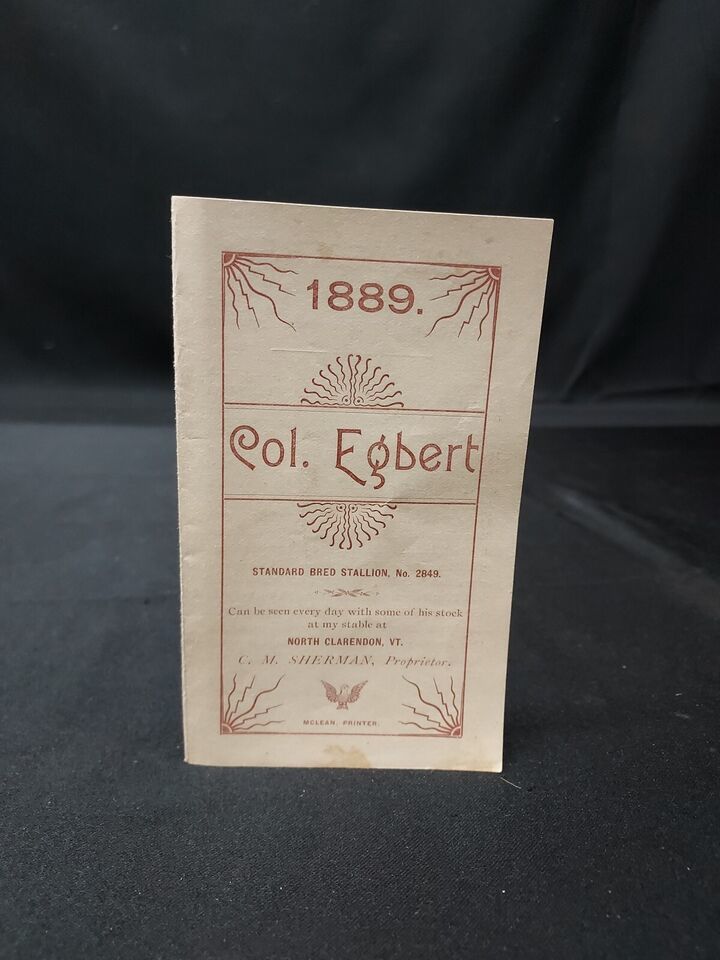 1889.
Col. Egbert
STANDARD BRED STALLION, No. 2849.
Can be seen every day with some of his stock
at my stable at
NORTH CLARENDON, VT.
C. M. SHERMAN, Proprietor.
MCLEAN, PRINTER.